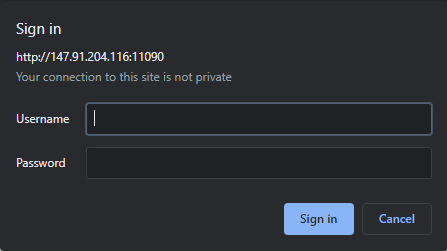 Sign in
http://147.91.204.116:11090
Your connection to this site is not private
Username
Password
Sign in Cancel